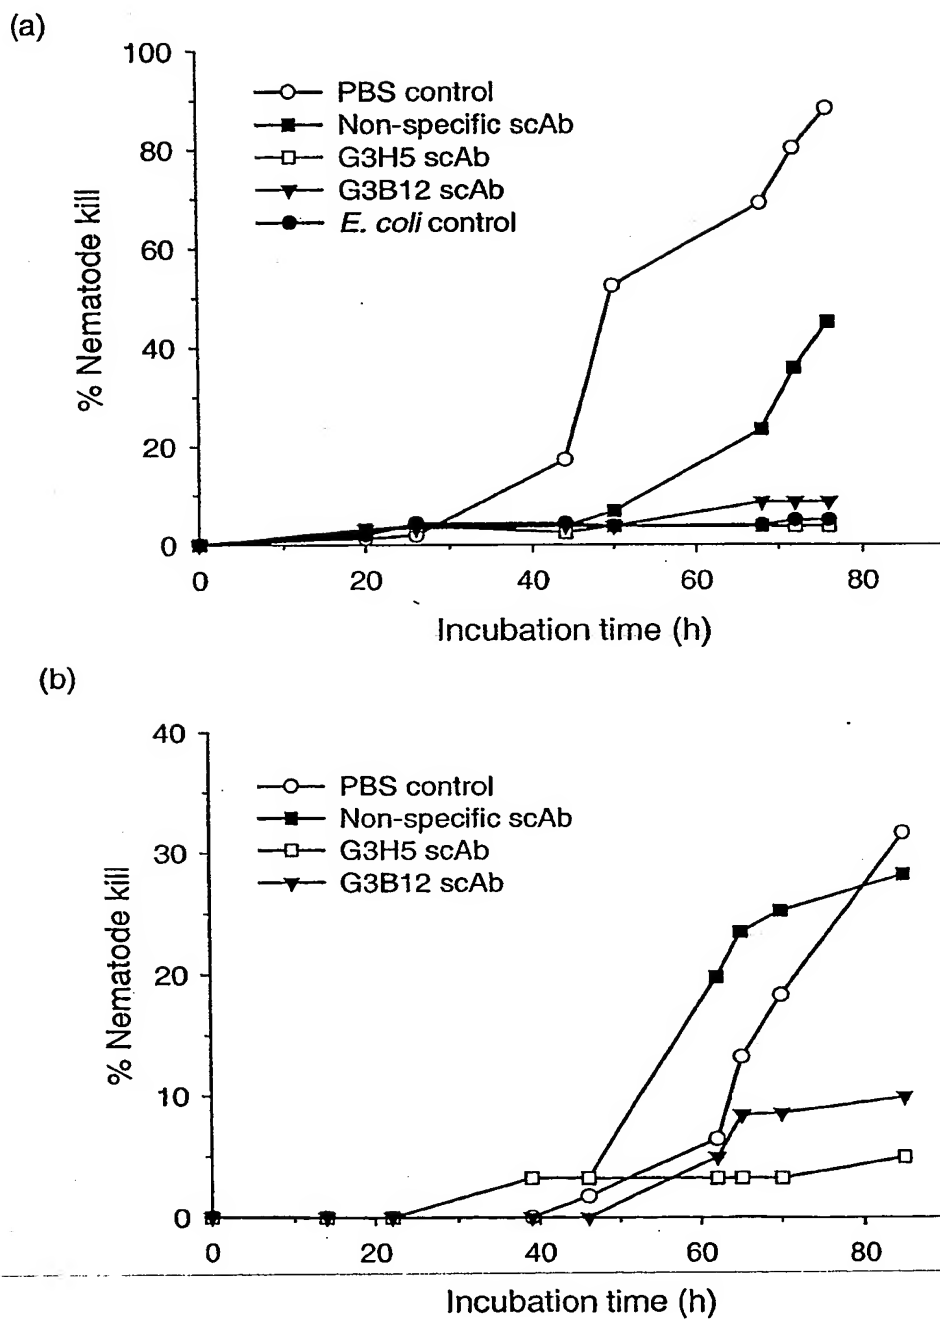 (a)
100
80
60
40
20
0
% Nematode kill
PBS control
Non-specific scAb
G3H5 scAb
G3B12 scAb
E. coli control
0 20 40 60 80
Incubation time (h)
(b)
40
30
20
10
0
% Nematode kill
PBS control
Non-specific scAb
G3H5 scAb
G3B12 scAb
0 20 40 60 80
Incubation time (h)